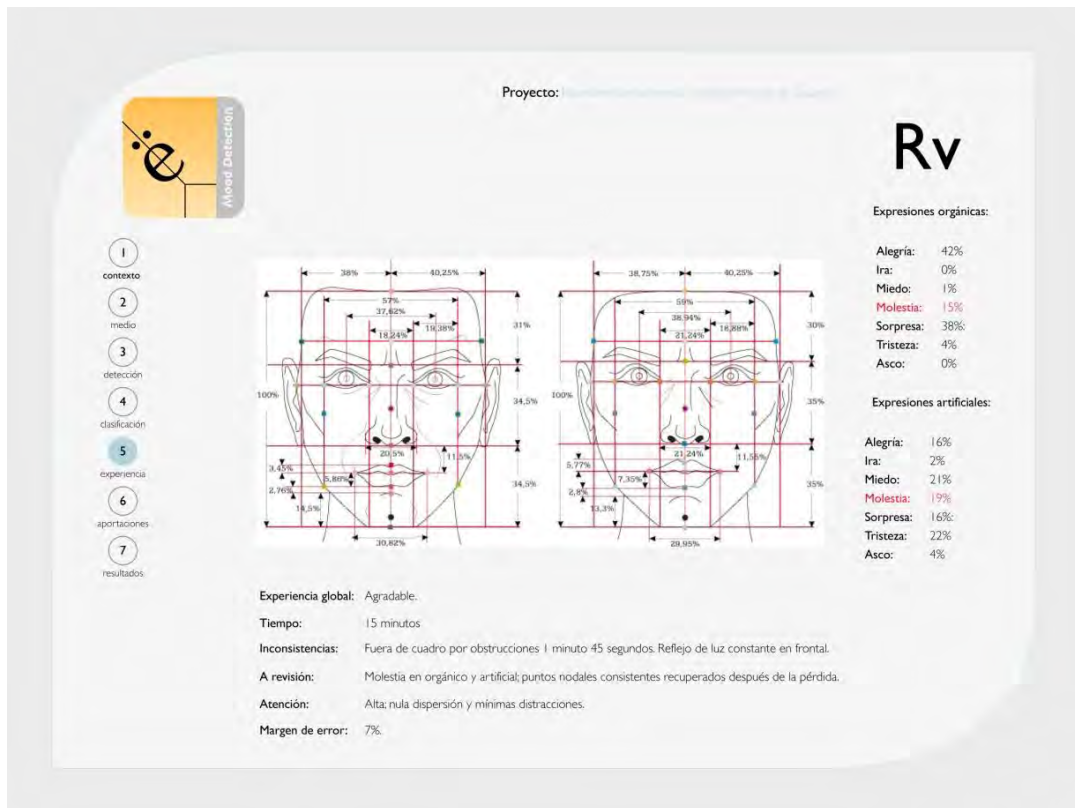 Proyecto:
ë
Mood Detection
Rv
1
contexto
2
medio
3
detección
4
clasificación
5
experiencia
6
aportaciones
7
resultados
38%
40,25%
57%
37,82%
19,38%
18,24%
31%
100%
34,5%
20,5%
11,5%
3,45%
5,88%
2,76%
34,5%
14,5%
30,82%
38,75%
40,25%
59%
38,94%
18,88%
21,24%
30%
100%
35%
21,24%
11,55%
5,77%
7,35%
2,8%
35%
13,3%
29,95%
Expresiones orgánicas:
Alegría: 42%
Ira: 0%
Miedo: 1%
Molestia: 15%
Sorpresa: 38%:
Tristeza: 4%
Asco: 0%
Expresiones artificiales:
Alegría: 16%
Ira: 2%
Miedo: 21%
Molestia: 19%
Sorpresa: 16%:
Tristeza: 22%
Asco: 4%
Experiencia global: Agradable.
Tiempo: 15 minutos
Inconsistencias: Fuera de cuadro por obstrucciones 1 minuto 45 segundos. Reflejo de luz constante en frontal.
A revisión: Molestia en orgánico y artificial; puntos nodales consistentes recuperados después de la pérdida.
Atención: Alta; nula dispersión y mínimas distracciones.
Margen de error: 7%.